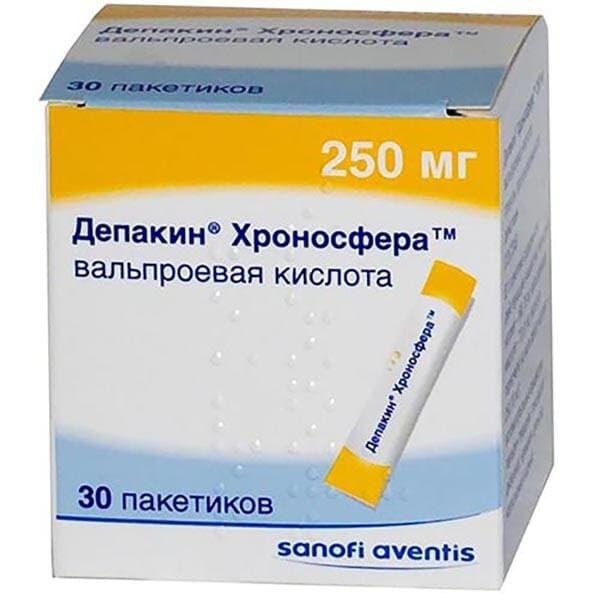 Депакин® Хроносфера™
вальпроевая кислота
30 пакетиков
250 мг
Депакин® Хроносфера™
вальпроевая кислота
Депакин® Хроносфера™
30 пакетиков
sanofi aventis